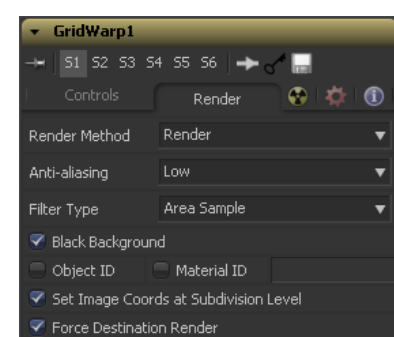 GridWarp1
S1 S2 S3 S4 S5 S6
Controls Render
Render Method Render
Anti-aliasing Low
Filter Type Area Sample
Black Background
Object ID Material ID
Set Image Coords at Subdivision Level
Force Destination Render